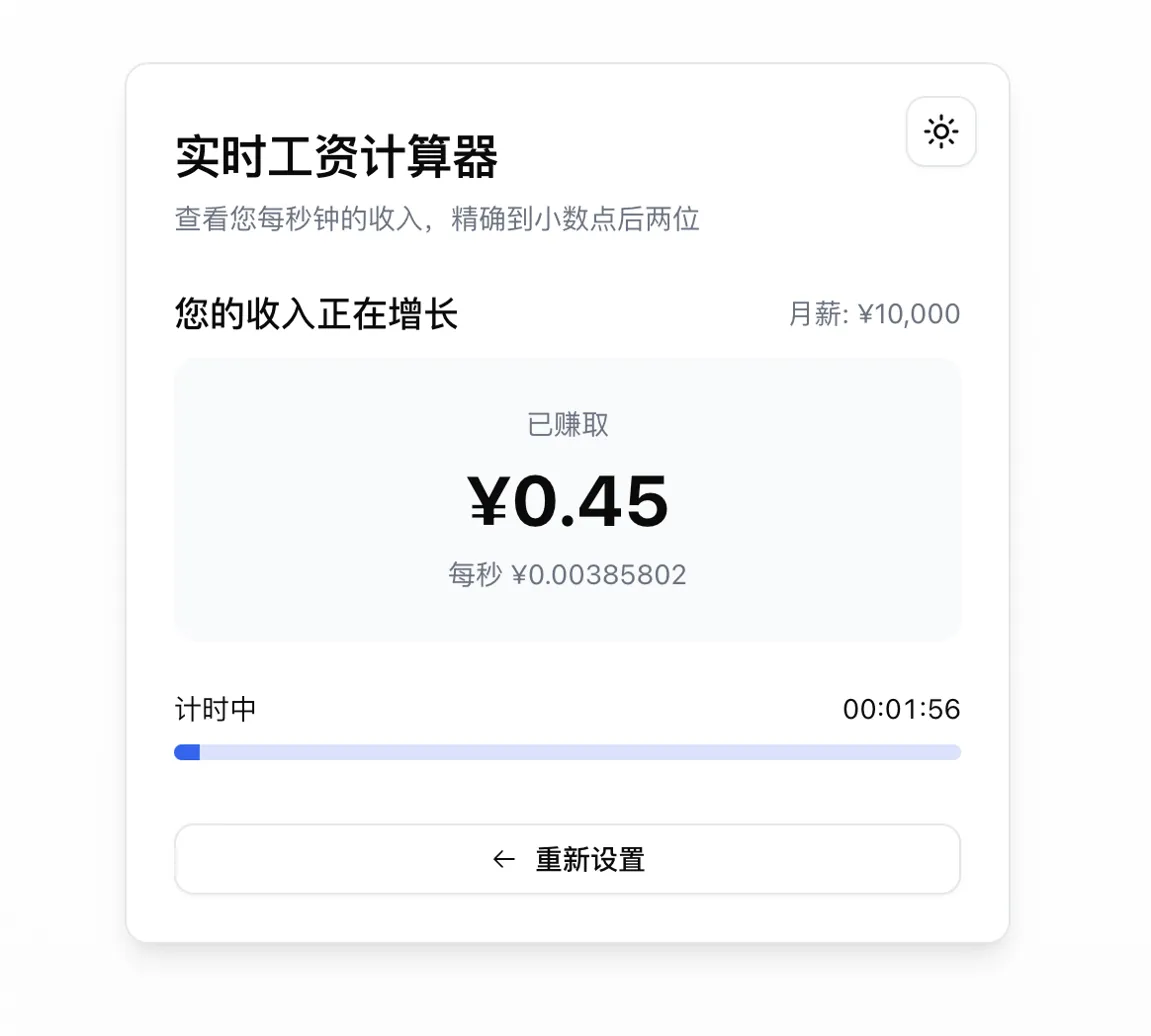 实时工资计算器
查看您每秒钟的收入，精确到小数点后两位
您的收入正在增长
月薪: ¥10,000
已赚取
¥0.45
每秒 ¥0.00385802
计时中
00:01:56
← 重新设置